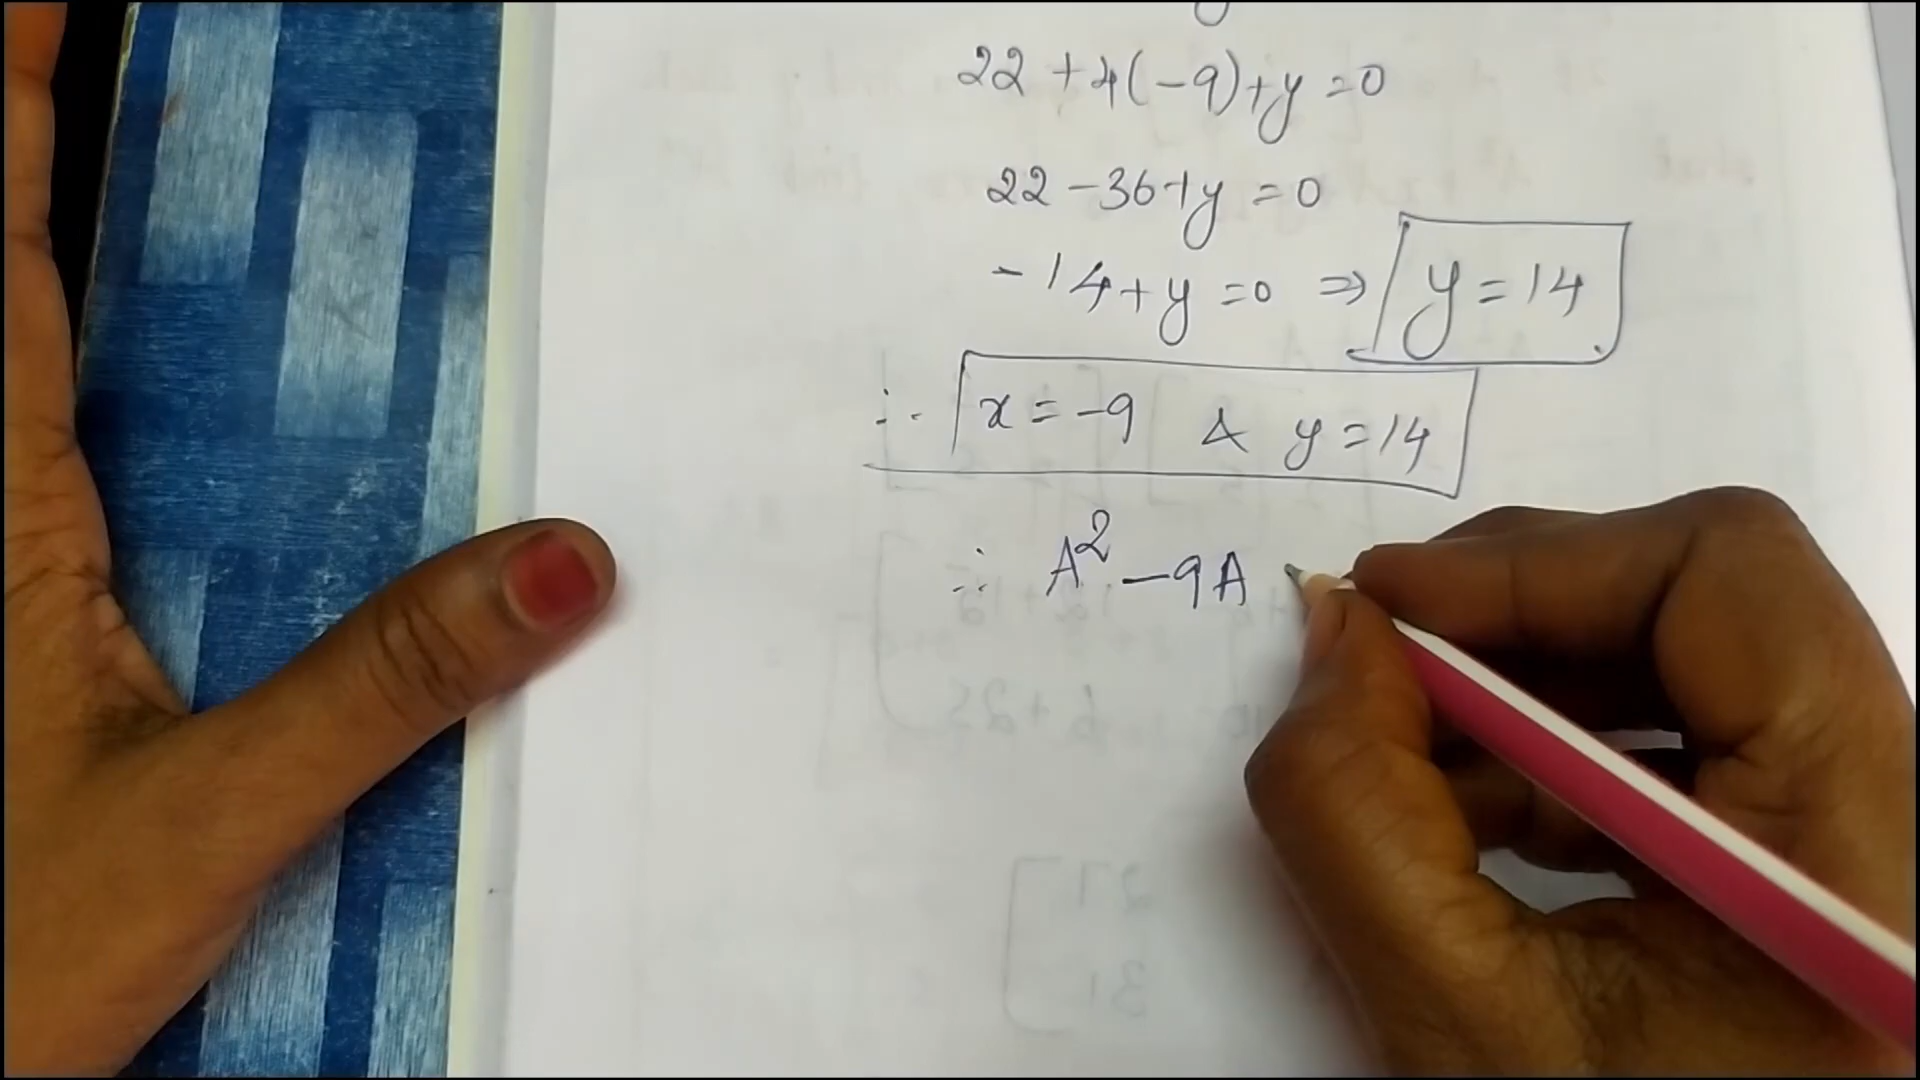 22 + 4(-9) + y = 0
22 - 36 + y = 0
-14 + y = 0 ⇒ y = 14
∴ x = -9 & y = 14
∴ A² - 9A